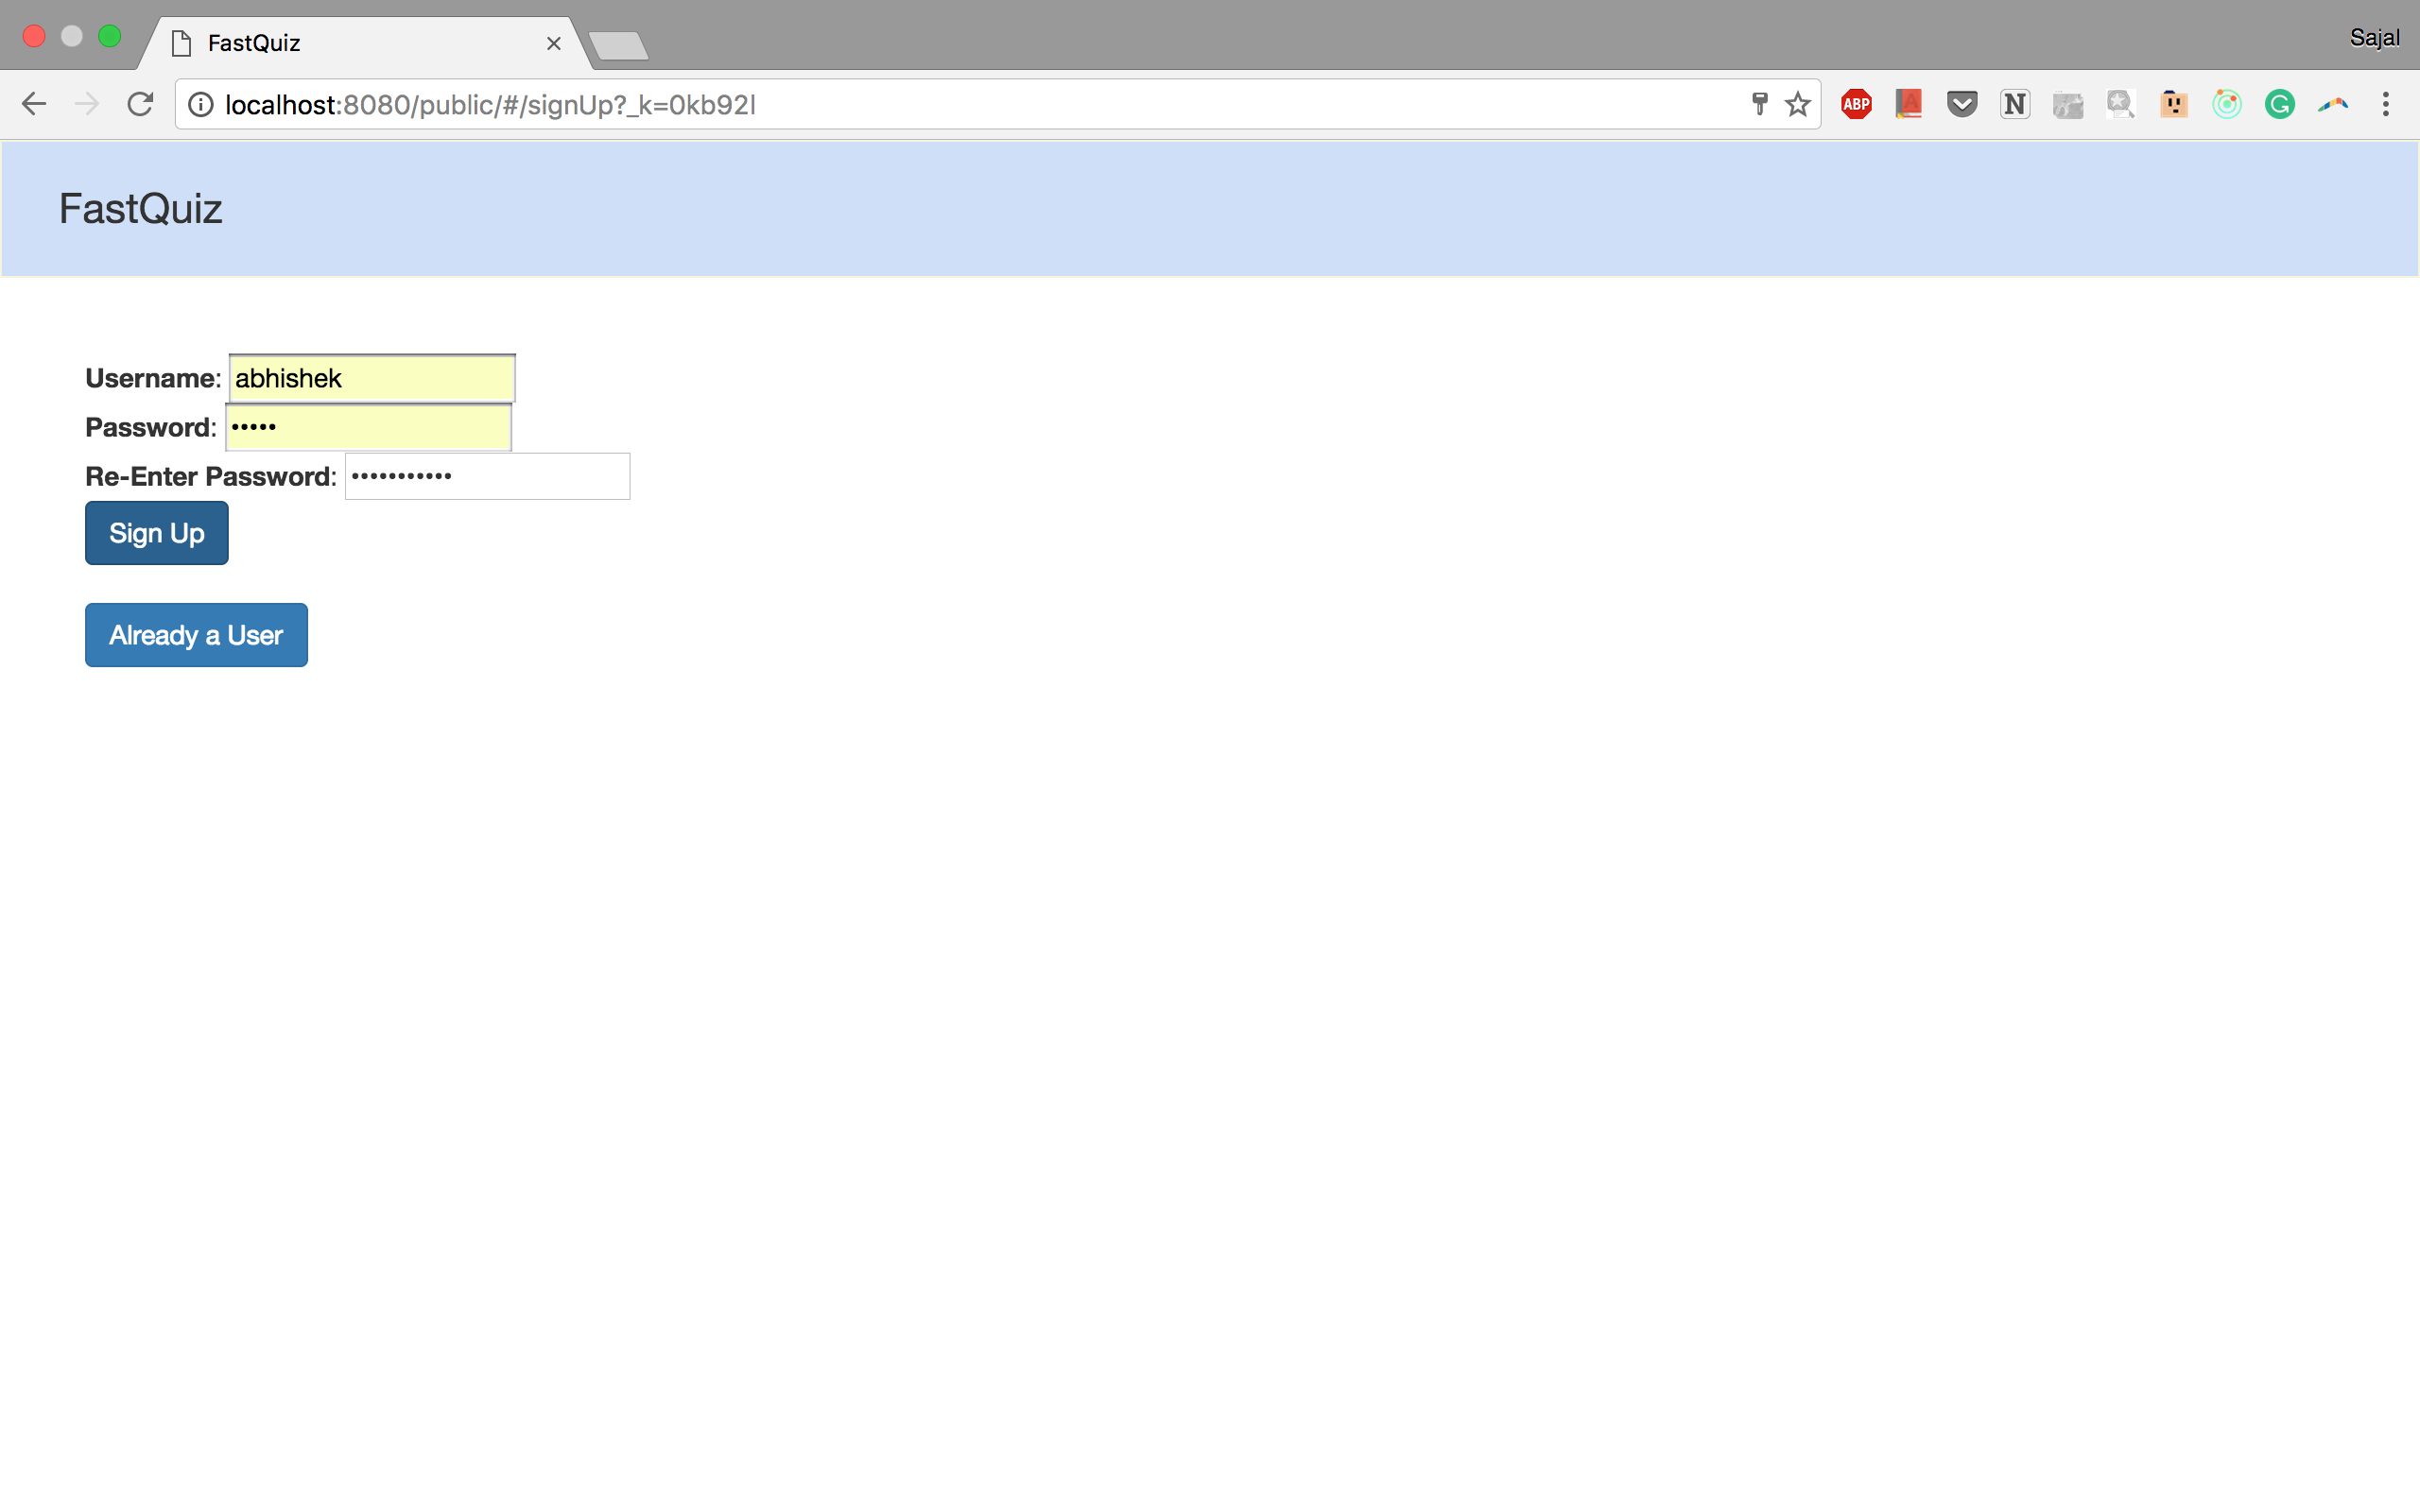 FastQuiz
Sajal
localhost:8080/public/#/signUp?_k=0kb92l
ABP
N
G
FastQuiz
Username: abhishek
Password: •••••
Re-Enter Password: •••••••••••
Sign Up
Already a User